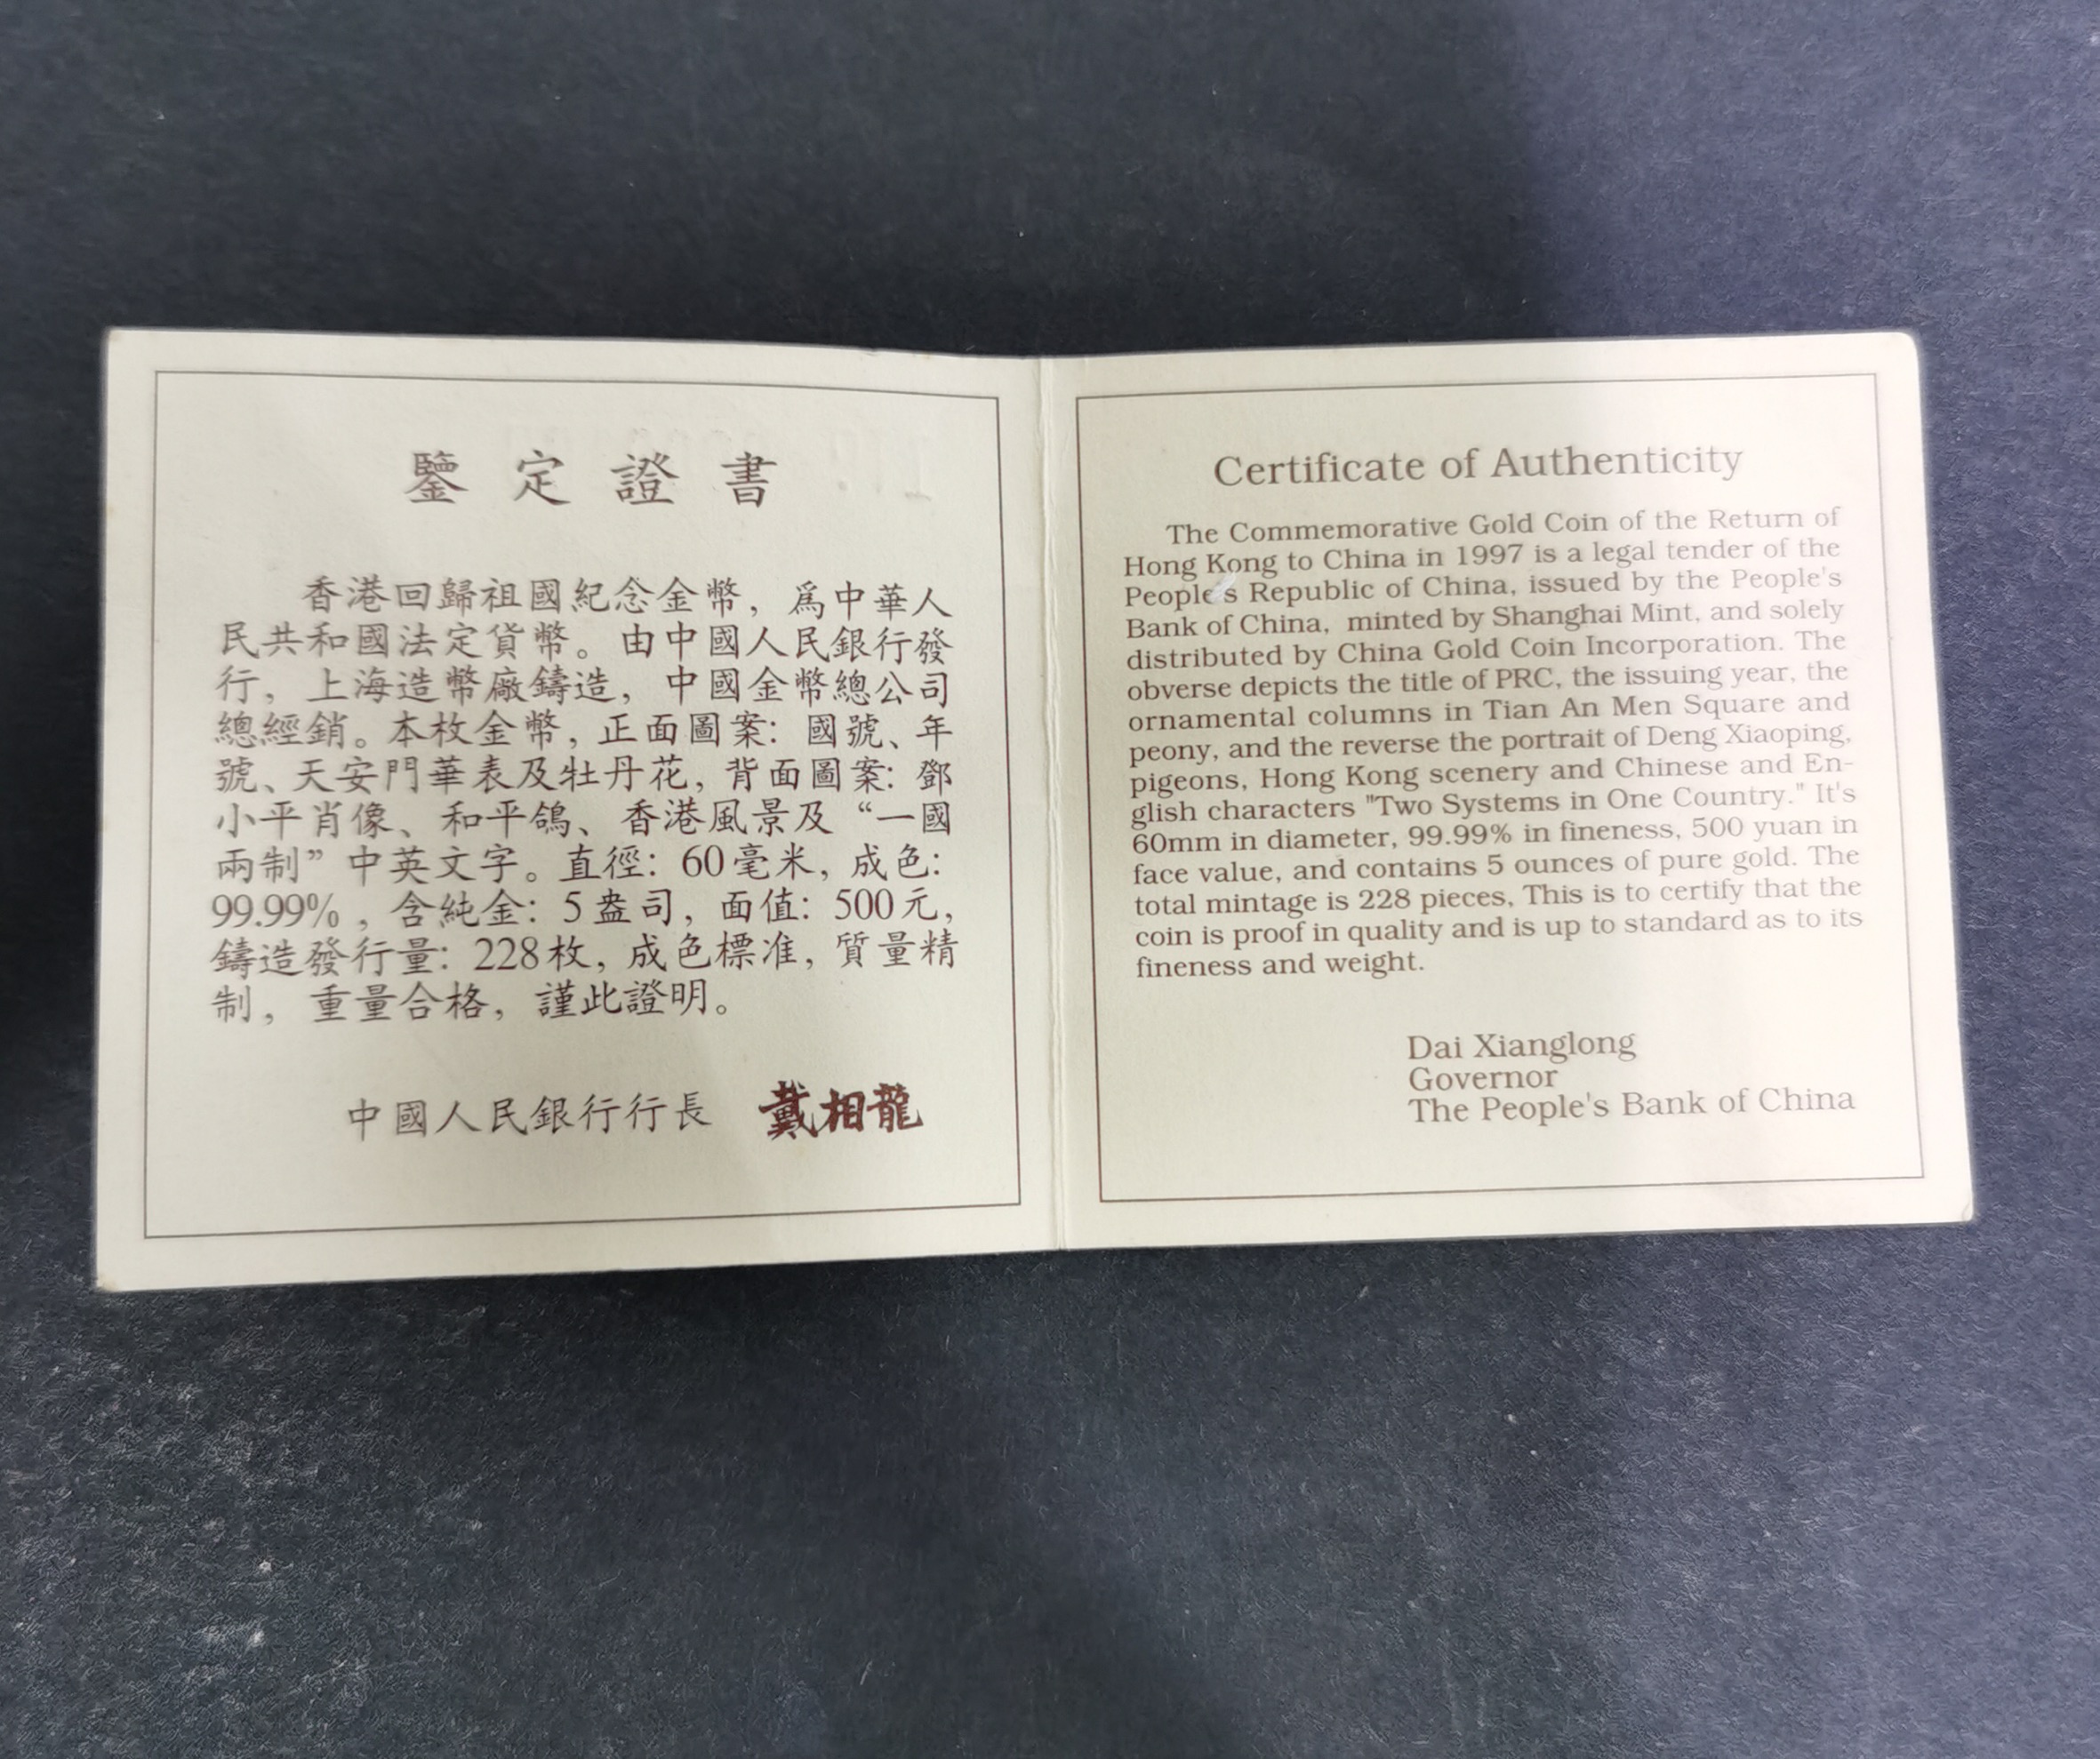 鑒定證書
香港回歸祖國紀念金幣，爲中華人
民共和國法定貨幣。由中國人民銀行發
行，上海造幣廠鑄造，中國金幣總公司
總經銷。本枚金幣，正面圖案：國號、年
號、天安門華表及牡丹花，背面圖案：鄧
小平肖像、和平鴿、香港風景及“一國
兩制”中英文字。直徑：60毫米，成色：
99.99%，含純金：5盎司，面值：500元，
鑄造發行量：228枚，成色標准，質量精
制，重量合格，謹此證明。
中國人民銀行行長 戴相龍
Certificate of Authenticity
The Commemorative Gold Coin of the Return of
Hong Kong to China in 1997 is a legal tender of the
People's Republic of China, issued by the People's
Bank of China, minted by Shanghai Mint, and solely
distributed by China Gold Coin Incorporation. The
obverse depicts the title of PRC, the issuing year, the
ornamental columns in Tian An Men Square and
peony, and the reverse the portrait of Deng Xiaoping,
pigeons, Hong Kong scenery and Chinese and En-
glish characters "Two Systems in One Country." It's
60mm in diameter, 99.99% in fineness, 500 yuan in
face value, and contains 5 ounces of pure gold. The
total mintage is 228 pieces, This is to certify that the
coin is proof in quality and is up to standard as to its
fineness and weight.
Dai Xianglong
Governor
The People's Bank of China